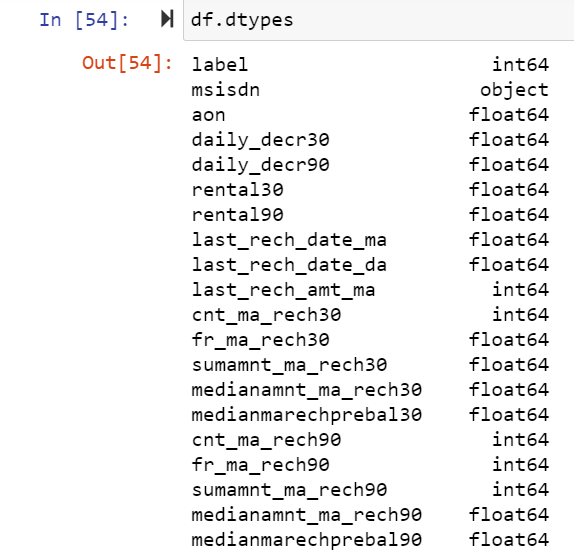 In [54]: df.dtypes
Out[54]: label int64
msisdn object
aon float64
daily_decr30 float64
daily_decr90 float64
rental30 float64
rental90 float64
last_rech_date_ma float64
last_rech_date_da float64
last_rech_amt_ma int64
cnt_ma_rech30 int64
fr_ma_rech30 float64
sumamnt_ma_rech30 float64
medianamnt_ma_rech30 float64
medianmarechprebal30 float64
cnt_ma_rech90 int64
fr_ma_rech90 int64
sumamnt_ma_rech90 int64
medianamnt_ma_rech90 float64
medianmarechprebal90 float64